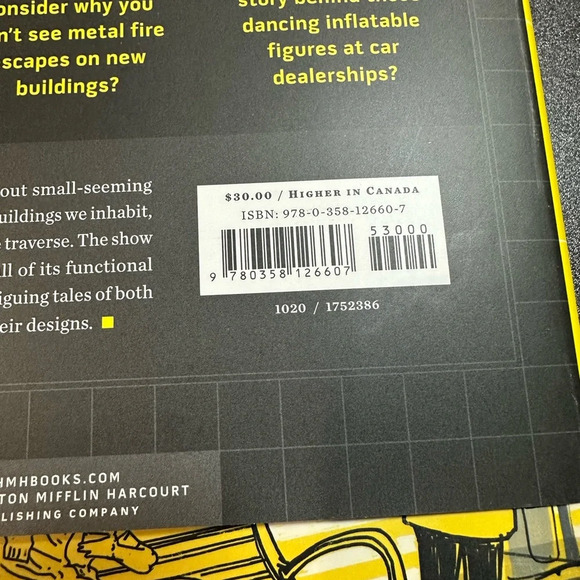 onsider why you
n't see metal fire
scapes on new
buildings?
story behind those
dancing inflatable
figures at car
dealerships?
out small-seeming
uildings we inhabit,
e traverse. The show
ll of its functional
iguing tales of both
eir designs.
$30.00 / HIGHER IN CANADA
ISBN: 978-0-358-12660-7
53000
9 780358 126607
1020 / 1752386
HMHBOOKS.COM
TON MIFFLIN HARCOURT
LISHING COMPANY